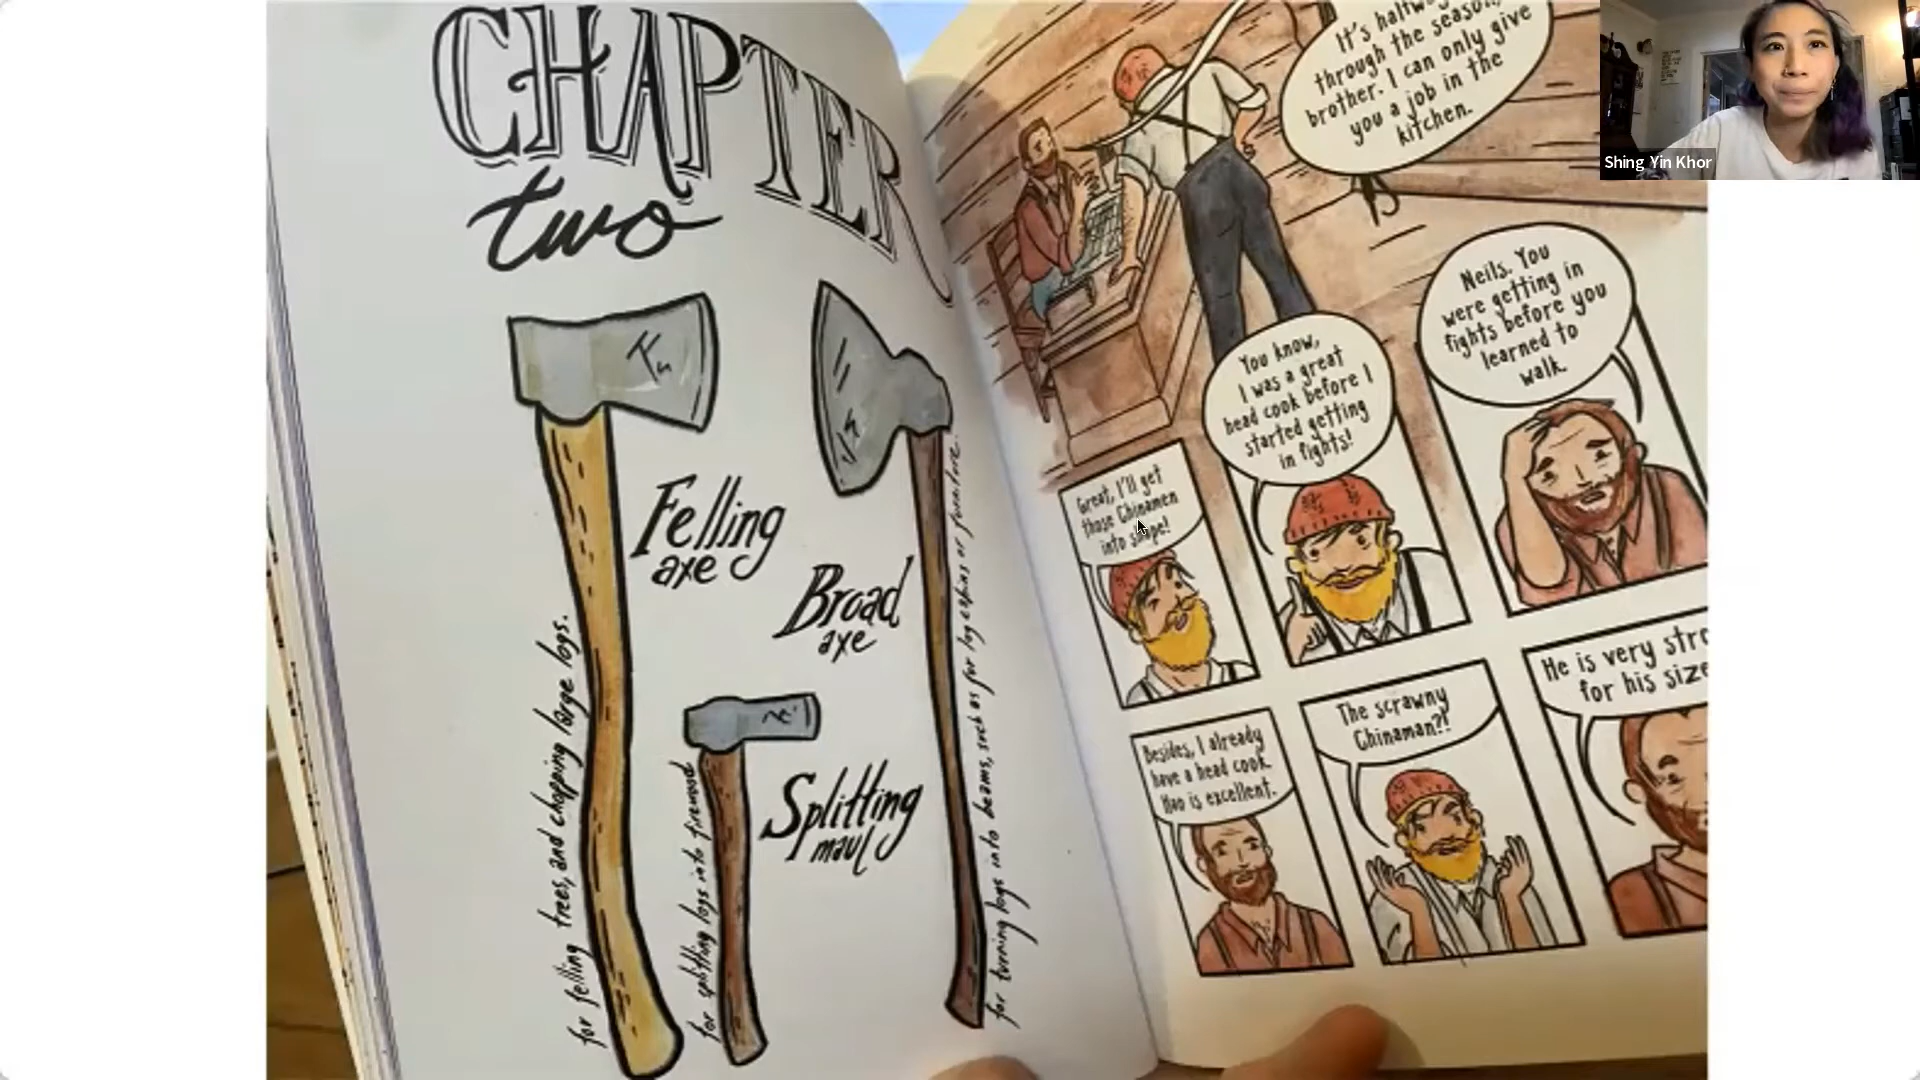 CHAPTER
two
Felling
axe
for felling trees, and chopping large logs.
Broad
axe
for turning logs into beams, such as for log cabins or furniture.
Splitting
maul
for splitting logs into firewood
It's halfway
through the season,
brother. I can only give
you a job in the
kitchen.
Great, I'll get
those Chinamen
into shape!
You know,
I was a great
head cook before I
started getting
in fights!
Neils. You
were getting in
fights before you
learned to
walk.
Besides, I already
have a head cook.
Hao is excellent.
The scrawny
Chinaman?!
He is very
for his size
Shing Yin Khor